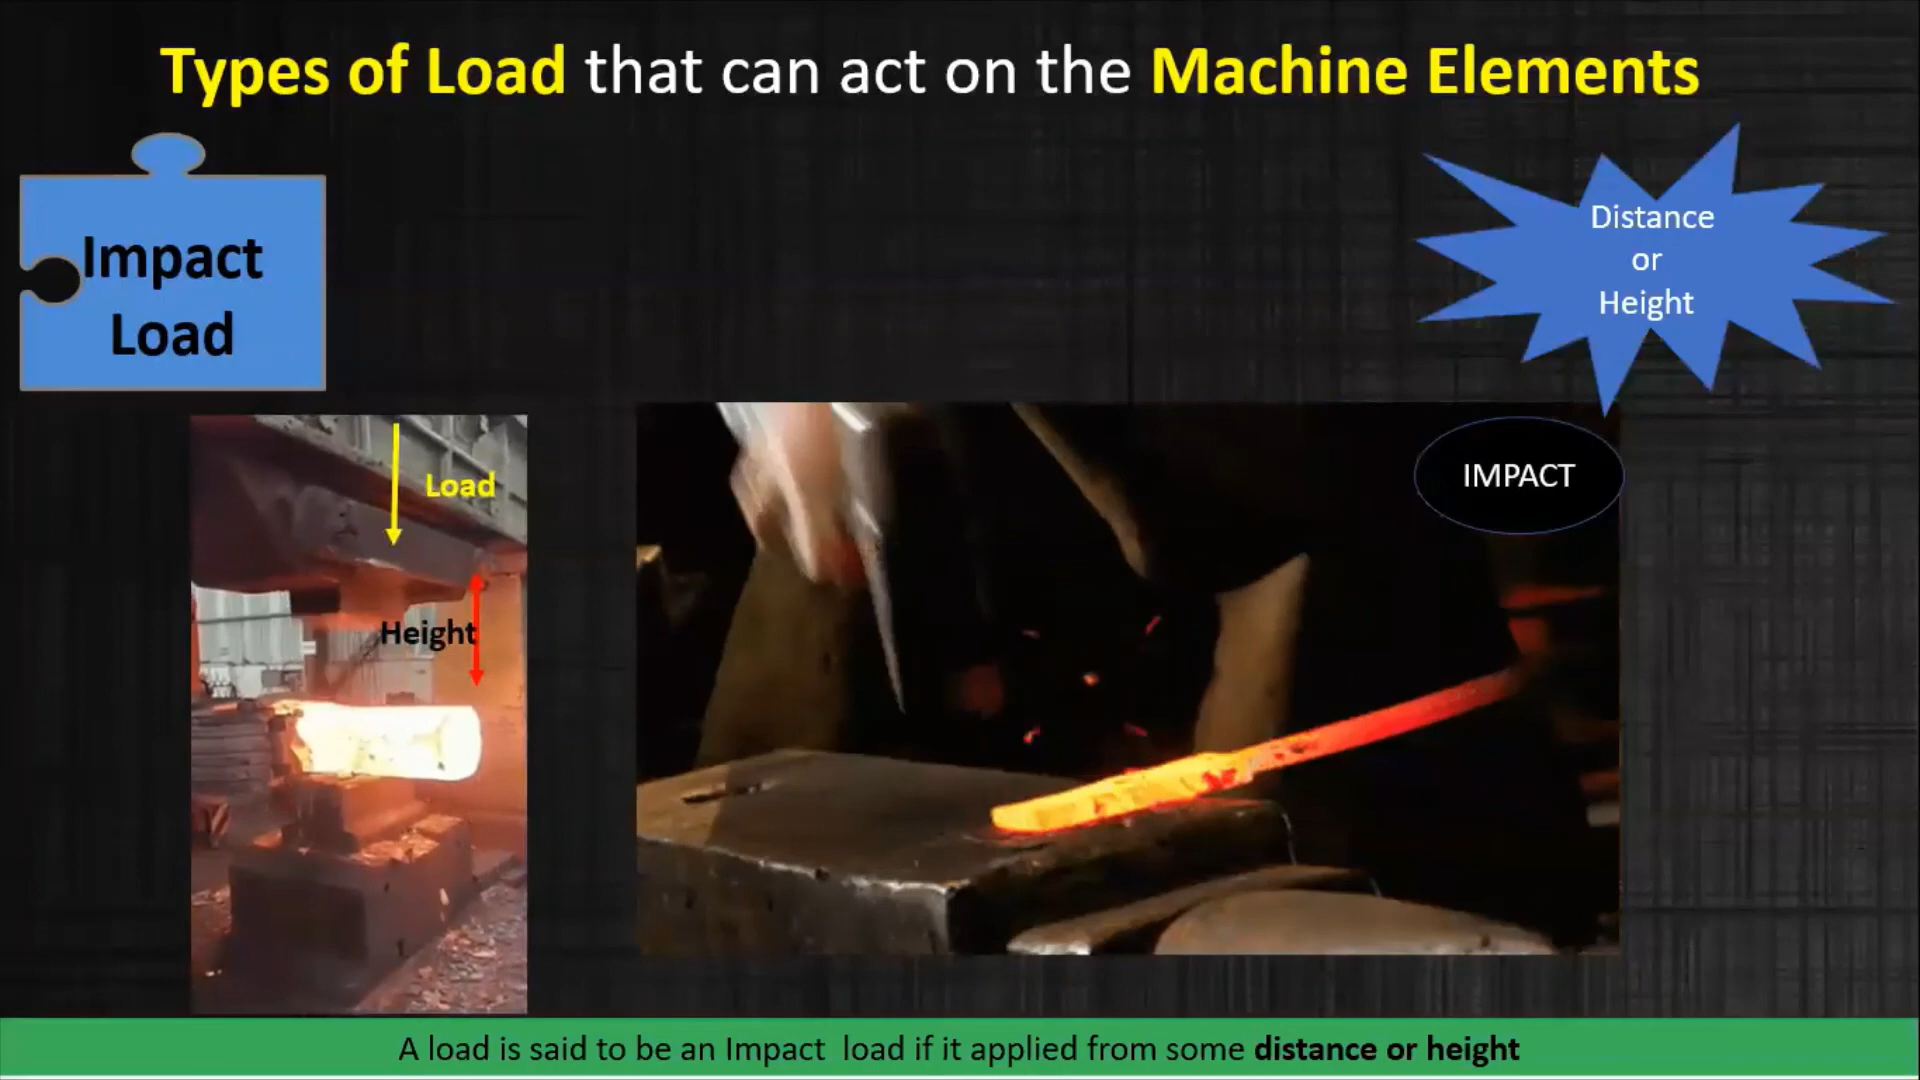 Types of Load that can act on the Machine Elements
Impact
Load
Distance
or
Height
Load
Height
IMPACT
A load is said to be an Impact  load if it applied from some distance or height